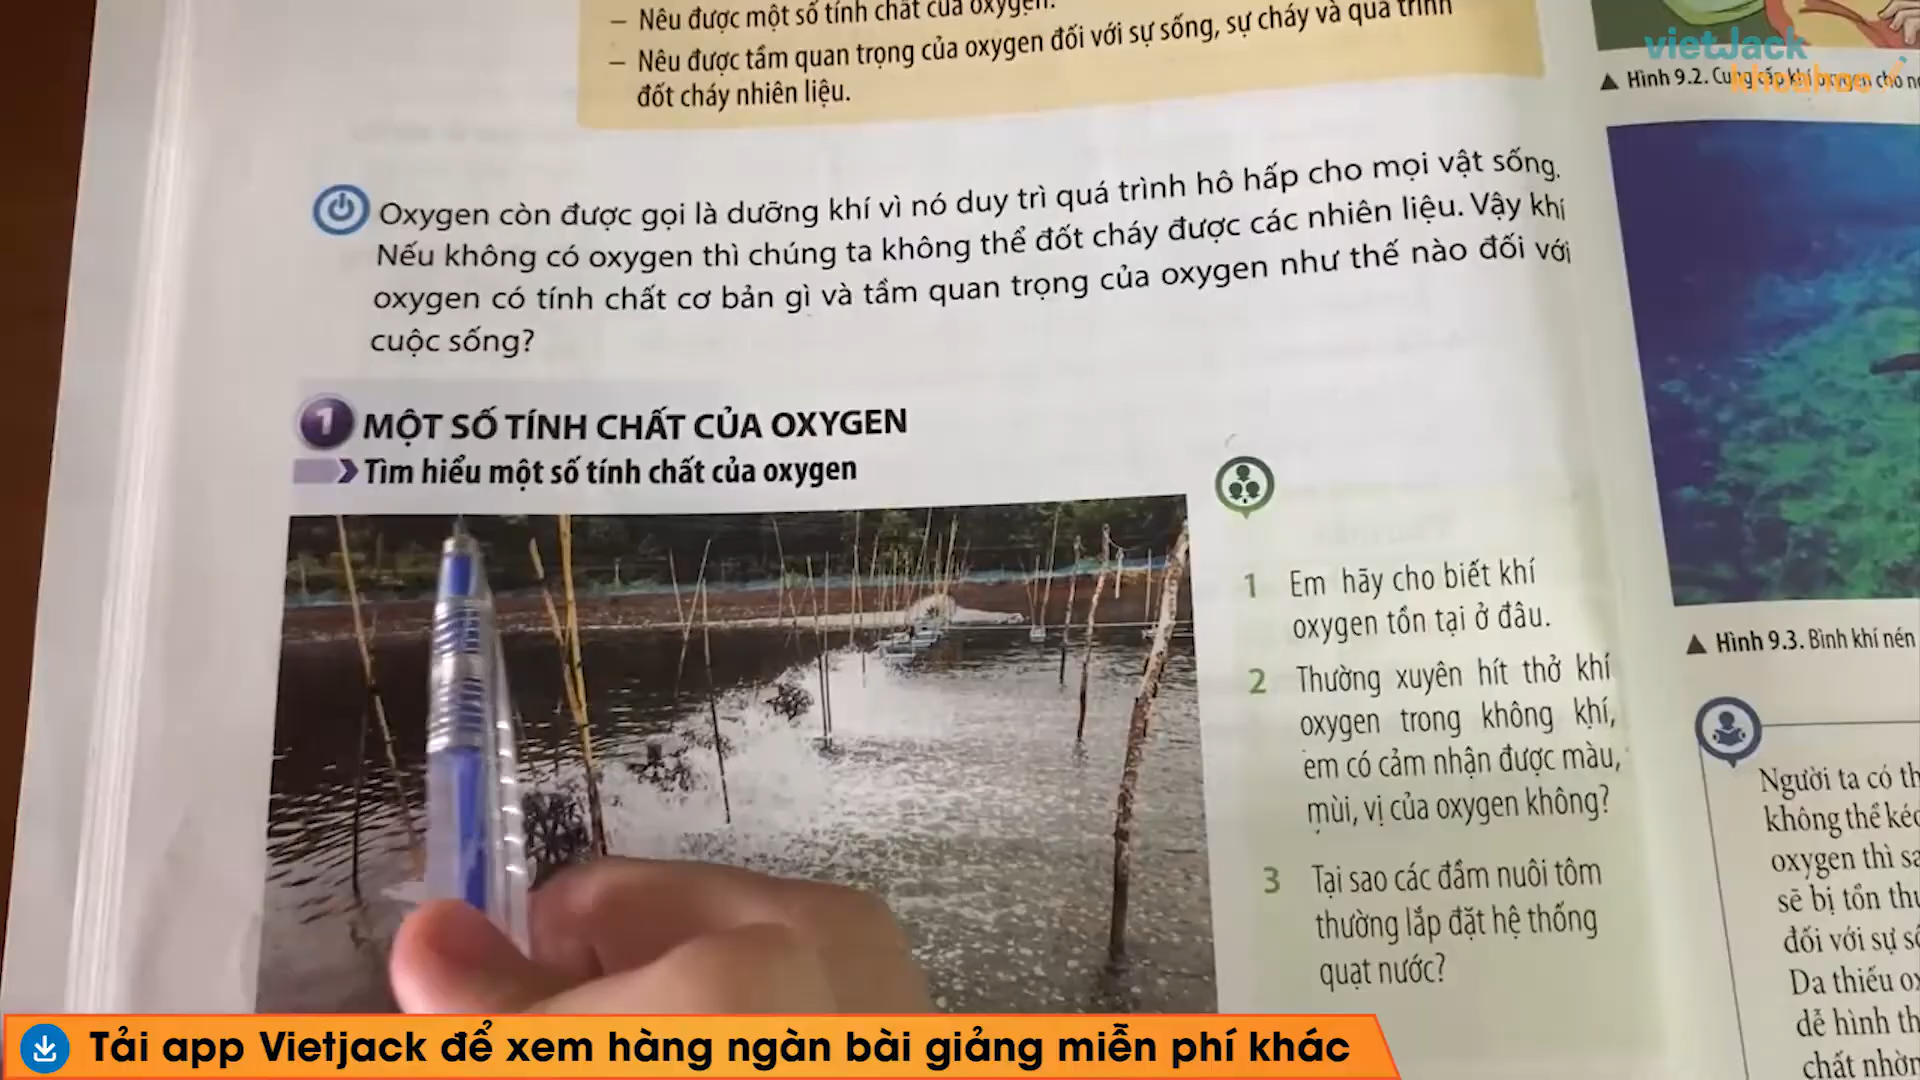 – Nêu được một số tính chất của oxygen.
– Nêu được tầm quan trọng của oxygen đối với sự sống, sự cháy và quá trình
đốt cháy nhiên liệu.
Oxygen còn được gọi là dưỡng khí vì nó duy trì quá trình hô hấp cho mọi vật sống.
Nếu không có oxygen thì chúng ta không thể đốt cháy được các nhiên liệu. Vậy khí
oxygen có tính chất cơ bản gì và tầm quan trọng của oxygen như thế nào đối với
cuộc sống?
1 MỘT SỐ TÍNH CHẤT CỦA OXYGEN
Tìm hiểu một số tính chất của oxygen
1 Em hãy cho biết khí
oxygen tồn tại ở đâu.
2 Thường xuyên hít thở khí
oxygen trong không khí,
em có cảm nhận được màu,
mùi, vị của oxygen không?
3 Tại sao các đầm nuôi tôm
thường lắp đặt hệ thống
quạt nước?
vietJack
khoahoc
▲ Hình 9.2. Cung cấp khí oxygen cho
▲ Hình 9.3. Bình khí nén
Người ta có
không thể
oxygen thì
sẽ bị tổn
đối với sự
Da thiếu
dễ hình
chất
Tải app Vietjack để xem hàng ngàn bài giảng miễn phí khác